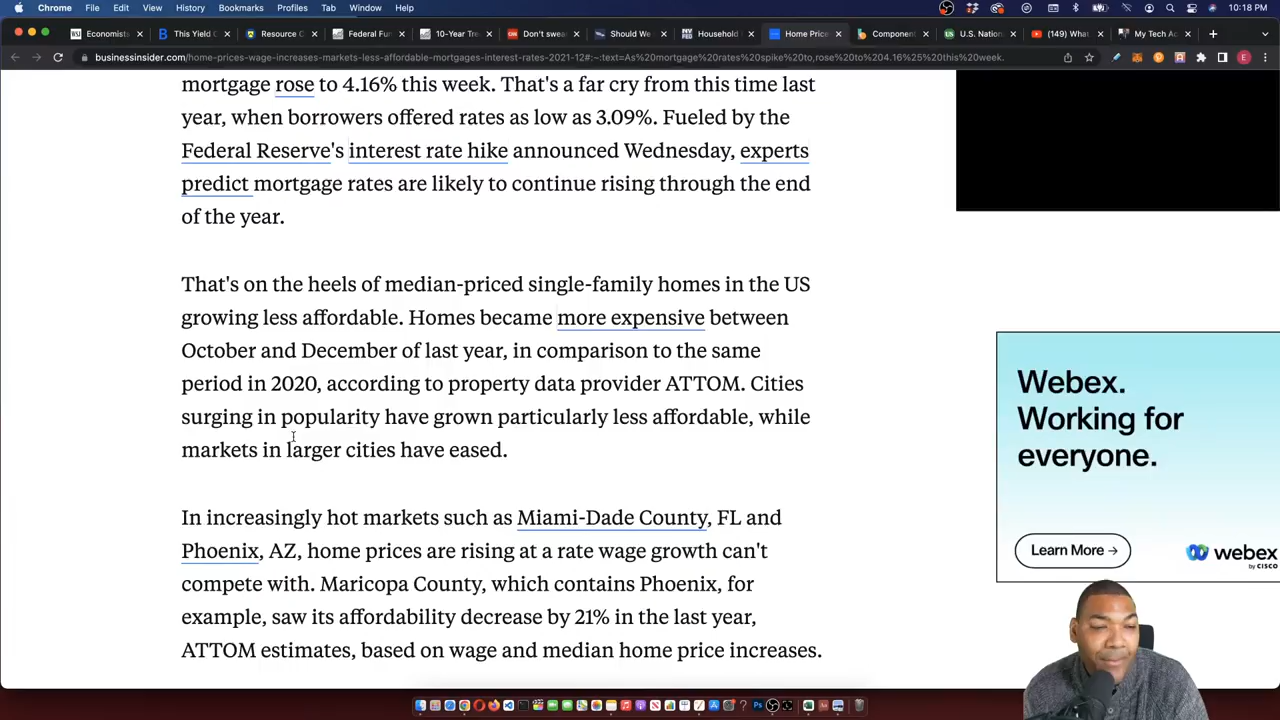 Chrome File Edit View History Bookmarks Profiles Tab Window Help 10:18 PM
Economists This Yield C Resource C Federal Fun 10-Year Tre Don't swea Should We Household Home Price Component U.S. Nation (149) What My Tech Ad
businessinsider.com/home-prices-wage-increases-markets-less-affordable-mortgages-interest-rates-2021-12#:~:text=As%20mortgage%20rates%20spike%20to,rose%20to%204.16%25%20this%20week.
mortgage rose to 4.16% this week. That's a far cry from this time last
year, when borrowers offered rates as low as 3.09%. Fueled by the
Federal Reserve's interest rate hike announced Wednesday, experts
predict mortgage rates are likely to continue rising through the end
of the year.
That's on the heels of median-priced single-family homes in the US
growing less affordable. Homes became more expensive between
October and December of last year, in comparison to the same
period in 2020, according to property data provider ATTOM. Cities
surging in popularity have grown particularly less affordable, while
markets in larger cities have eased.
In increasingly hot markets such as Miami-Dade County, FL and
Phoenix, AZ, home prices are rising at a rate wage growth can't
compete with. Maricopa County, which contains Phoenix, for
example, saw its affordability decrease by 21% in the last year,
ATTOM estimates, based on wage and median home price increases.
Webex.
Working for
everyone.
Learn More →
webex
by CISCO